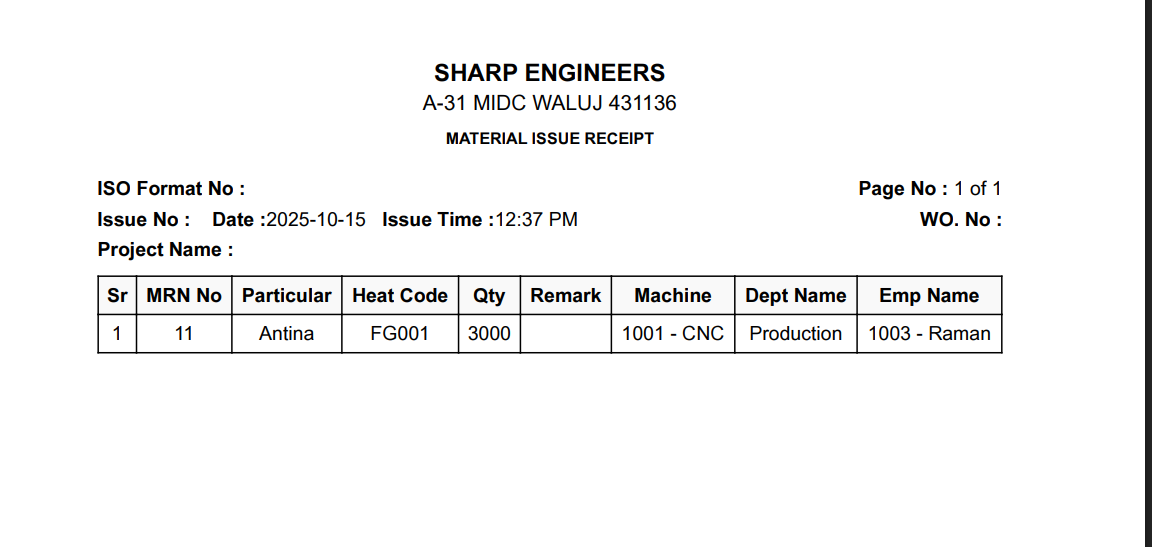 SHARP ENGINEERS
A-31 MIDC WALUJ 431136
MATERIAL ISSUE RECEIPT
ISO Format No : Page No : 1 of 1
Issue No : Date :2025-10-15 Issue Time :12:37 PM WO. No :
Project Name :
Sr MRN No Particular Heat Code Qty Remark Machine Dept Name Emp Name
1 11 Antina FG001 3000 1001 - CNC Production 1003 - Raman